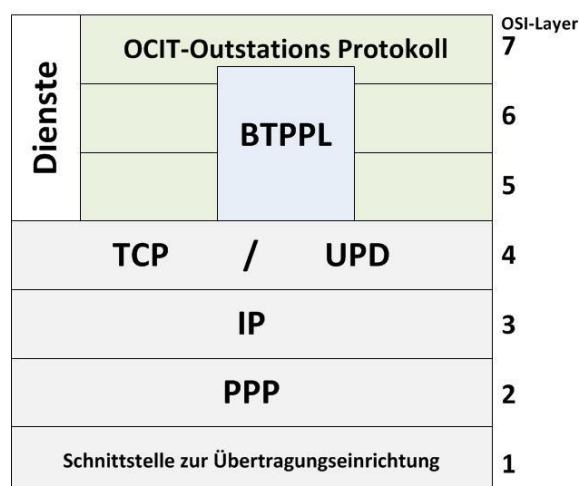 OSI-Layer
OCIT-Outstations Protokoll 7
Dienste
BTPPL 6
5
TCP / UPD 4
IP 3
PPP 2
Schnittstelle zur Übertragungseinrichtung 1